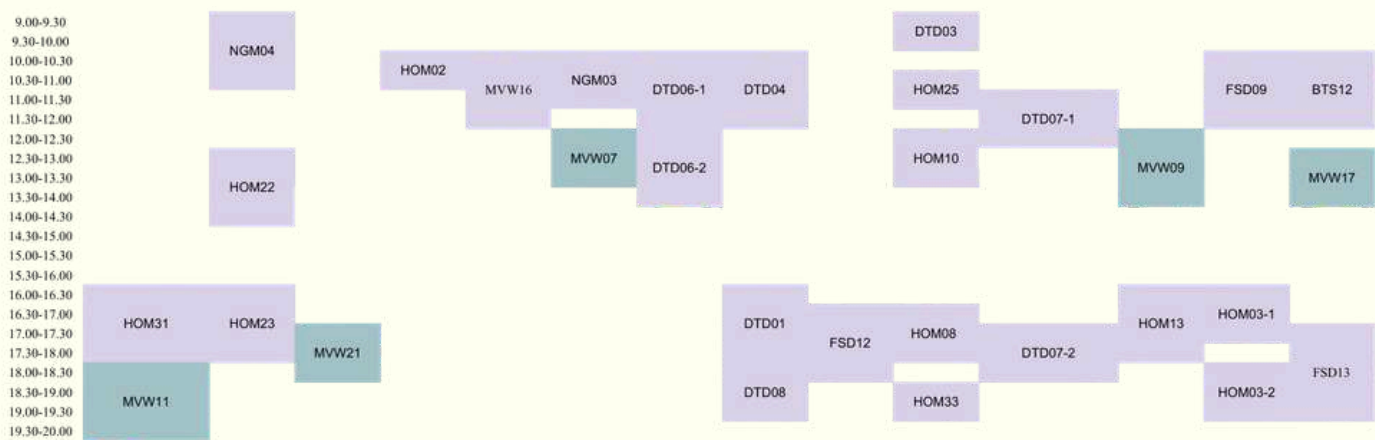 9.00-9.30
DTD03
9.30-10.00
NGM04
10.00-10.30
HOM02
NGM03
10.30-11.00
MVW16
DTD06-1
DTD04
HOM25
FSD09
BTS12
11.00-11.30
11.30-12.00
DTD07-1
12.00-12.30
12.30-13.00
MVW07
HOM10
13.00-13.30
DTD06-2
MVW09
HOM22
MVW17
13.30-14.00
14.00-14.30
14.30-15.00
15.00-15.30
15.30-16.00
16.00-16.30
16.30-17.00
HOM03-1
HOM31
HOM23
DTD01
HOM13
17.00-17.30
HOM08
FSD12
17.30-18.00
MVW21
DTD07-2
18.00-18.30
FSD13
18.30-19.00
DTD08
HOM03-2
MVW11
HOM33
19.00-19.30
19.30-20.00